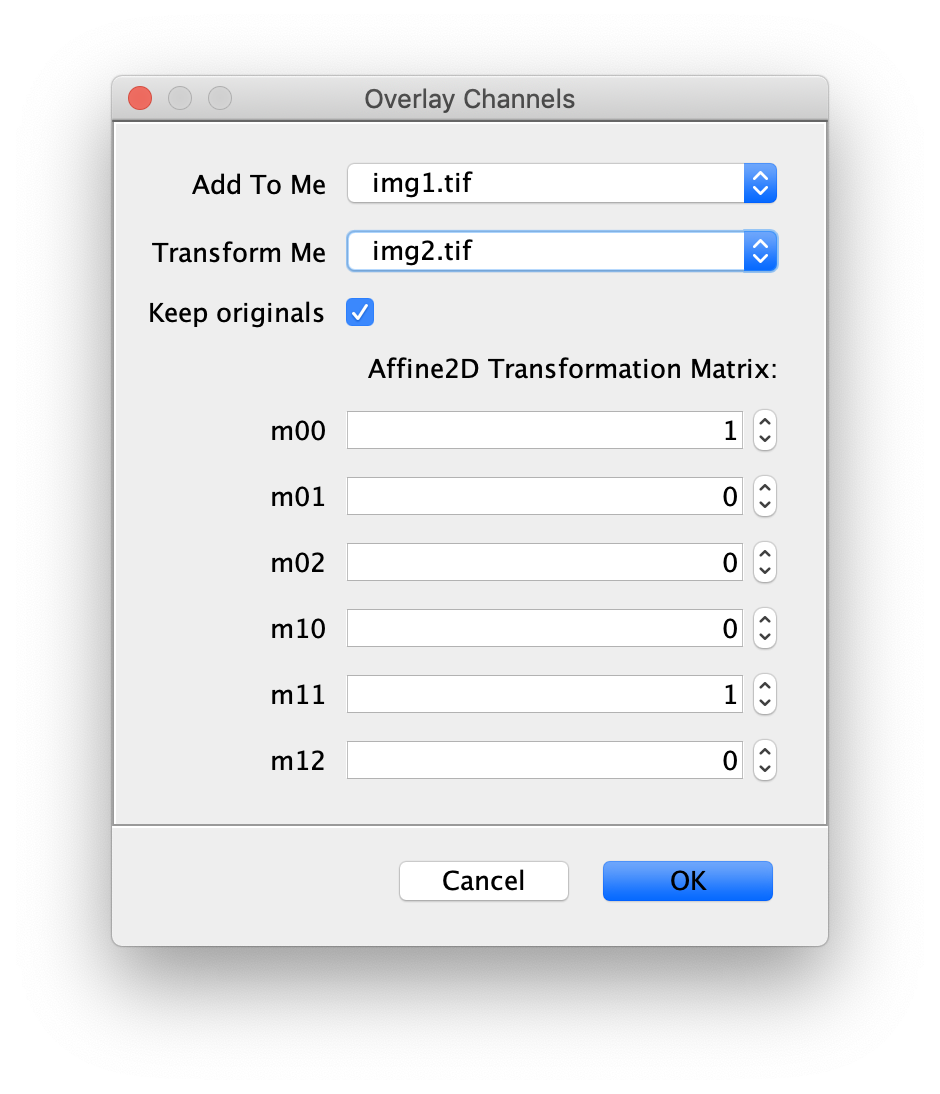 Overlay Channels
Add To Me img1.tif
Transform Me img2.tif
Keep originals
Affine2D Transformation Matrix:
m00 1
m01 0
m02 0
m10 0
m11 1
m12 0
Cancel OK